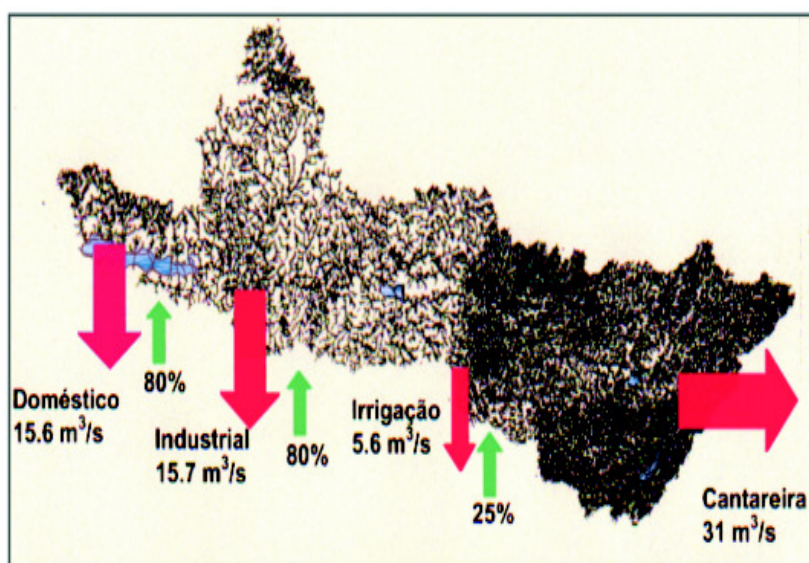 80%
Doméstico
15.6 m³/s
Industrial
15.7 m³/s
80%
Irrigação
5.6 m³/s
25%
Cantareira
31 m³/s